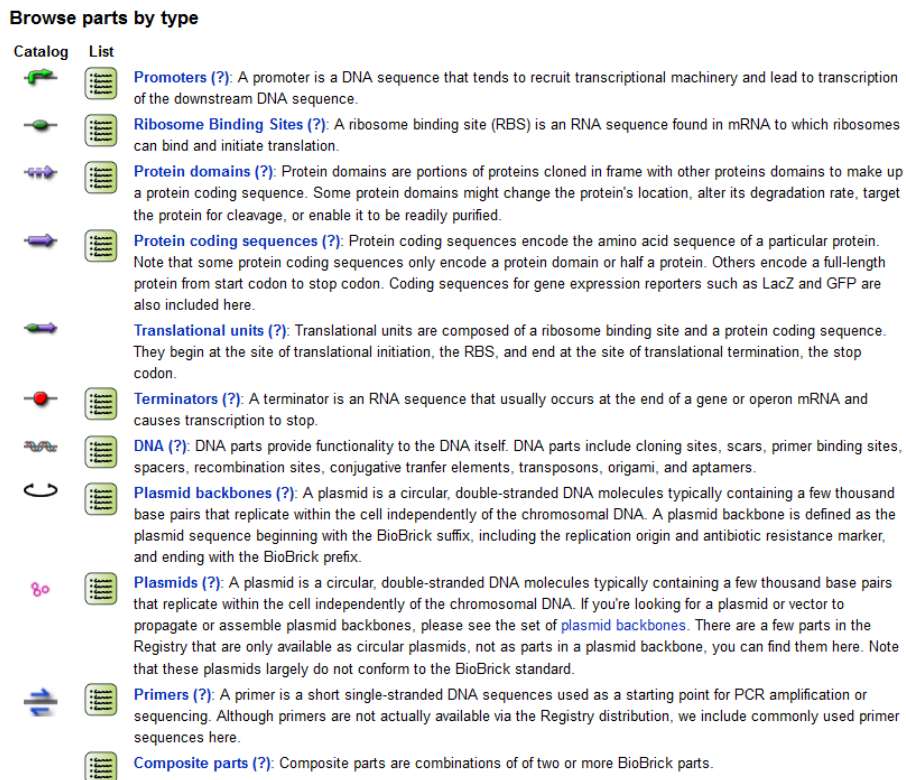 Browse parts by type
Catalog List
Promoters (?): A promoter is a DNA sequence that tends to recruit transcriptional machinery and lead to transcription
of the downstream DNA sequence.
Ribosome Binding Sites (?): A ribosome binding site (RBS) is an RNA sequence found in mRNA to which ribosomes
can bind and initiate translation.
Protein domains (?): Protein domains are portions of proteins cloned in frame with other proteins domains to make up
a protein coding sequence. Some protein domains might change the protein's location, alter its degradation rate, target
the protein for cleavage, or enable it to be readily purified.
Protein coding sequences (?): Protein coding sequences encode the amino acid sequence of a particular protein.
Note that some protein coding sequences only encode a protein domain or half a protein. Others encode a full-length
protein from start codon to stop codon. Coding sequences for gene expression reporters such as LacZ and GFP are
also included here.
Translational units (?): Translational units are composed of a ribosome binding site and a protein coding sequence.
They begin at the site of translational initiation, the RBS, and end at the site of translational termination, the stop
codon.
Terminators (?): A terminator is an RNA sequence that usually occurs at the end of a gene or operon mRNA and
causes transcription to stop.
DNA (?): DNA parts provide functionality to the DNA itself. DNA parts include cloning sites, scars, primer binding sites,
spacers, recombination sites, conjugative tranfer elements, transposons, origami, and aptamers.
Plasmid backbones (?): A plasmid is a circular, double-stranded DNA molecules typically containing a few thousand
base pairs that replicate within the cell independently of the chromosomal DNA. A plasmid backbone is defined as the
plasmid sequence beginning with the BioBrick suffix, including the replication origin and antibiotic resistance marker,
and ending with the BioBrick prefix.
Plasmids (?): A plasmid is a circular, double-stranded DNA molecules typically containing a few thousand base pairs
that replicate within the cell independently of the chromosomal DNA. If you're looking for a plasmid or vector to
propagate or assemble plasmid backbones, please see the set of plasmid backbones. There are a few parts in the
Registry that are only available as circular plasmids, not as parts in a plasmid backbone, you can find them here. Note
that these plasmids largely do not conform to the BioBrick standard.
Primers (?): A primer is a short single-stranded DNA sequences used as a starting point for PCR amplification or
sequencing. Although primers are not actually available via the Registry distribution, we include commonly used primer
sequences here.
Composite parts (?): Composite parts are combinations of of two or more BioBrick parts.